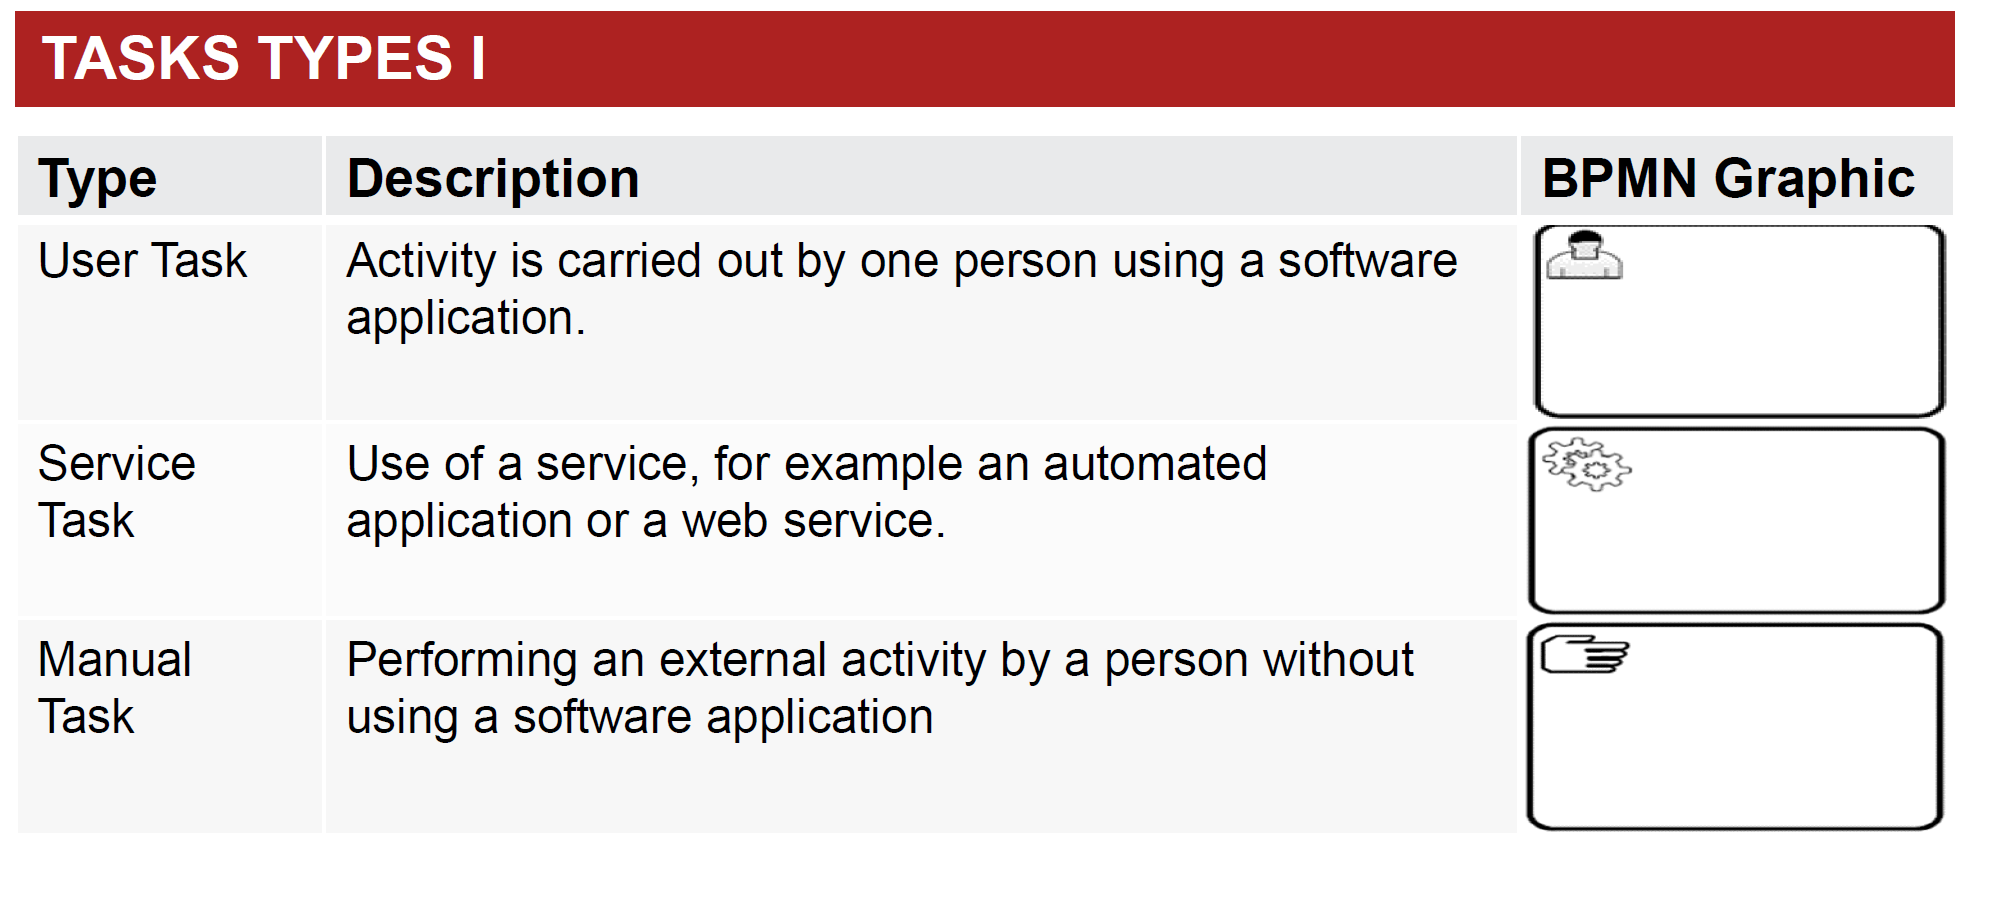 TASKS TYPES I
Type Description BPMN Graphic
User Task
Activity is carried out by one person using a software
application.
Service
Task
Use of a service, for example an automated
application or a web service.
Manual
Task
Performing an external activity by a person without
using a software application